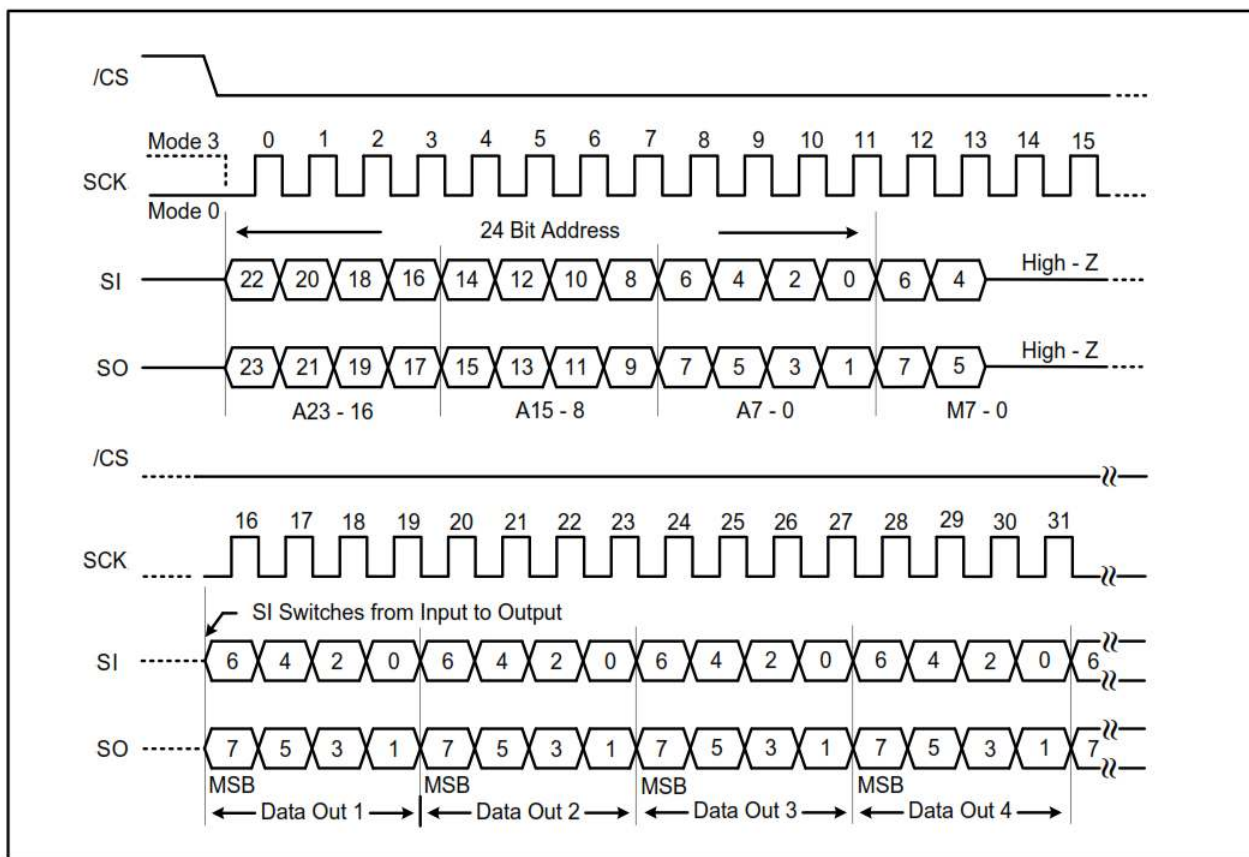 /CS
Mode 3 0 1 2 3 4 5 6 7 8 9 10 11 12 13 14 15
SCK
Mode 0
24 Bit Address
SI 22 20 18 16 14 12 10 8 6 4 2 0 6 4 High - Z
SO 23 21 19 17 15 13 11 9 7 5 3 1 7 5 High - Z
A23 - 16 A15 - 8 A7 - 0 M7 - 0
/CS
16 17 18 19 20 21 22 23 24 25 26 27 28 29 30 31
SCK
SI Switches from Input to Output
SI 6 4 2 0 6 4 2 0 6 4 2 0 6 4 2 0 6
SO 7 5 3 1 7 5 3 1 7 5 3 1 7 5 3 1 7
MSB MSB MSB MSB
Data Out 1 Data Out 2 Data Out 3 Data Out 4